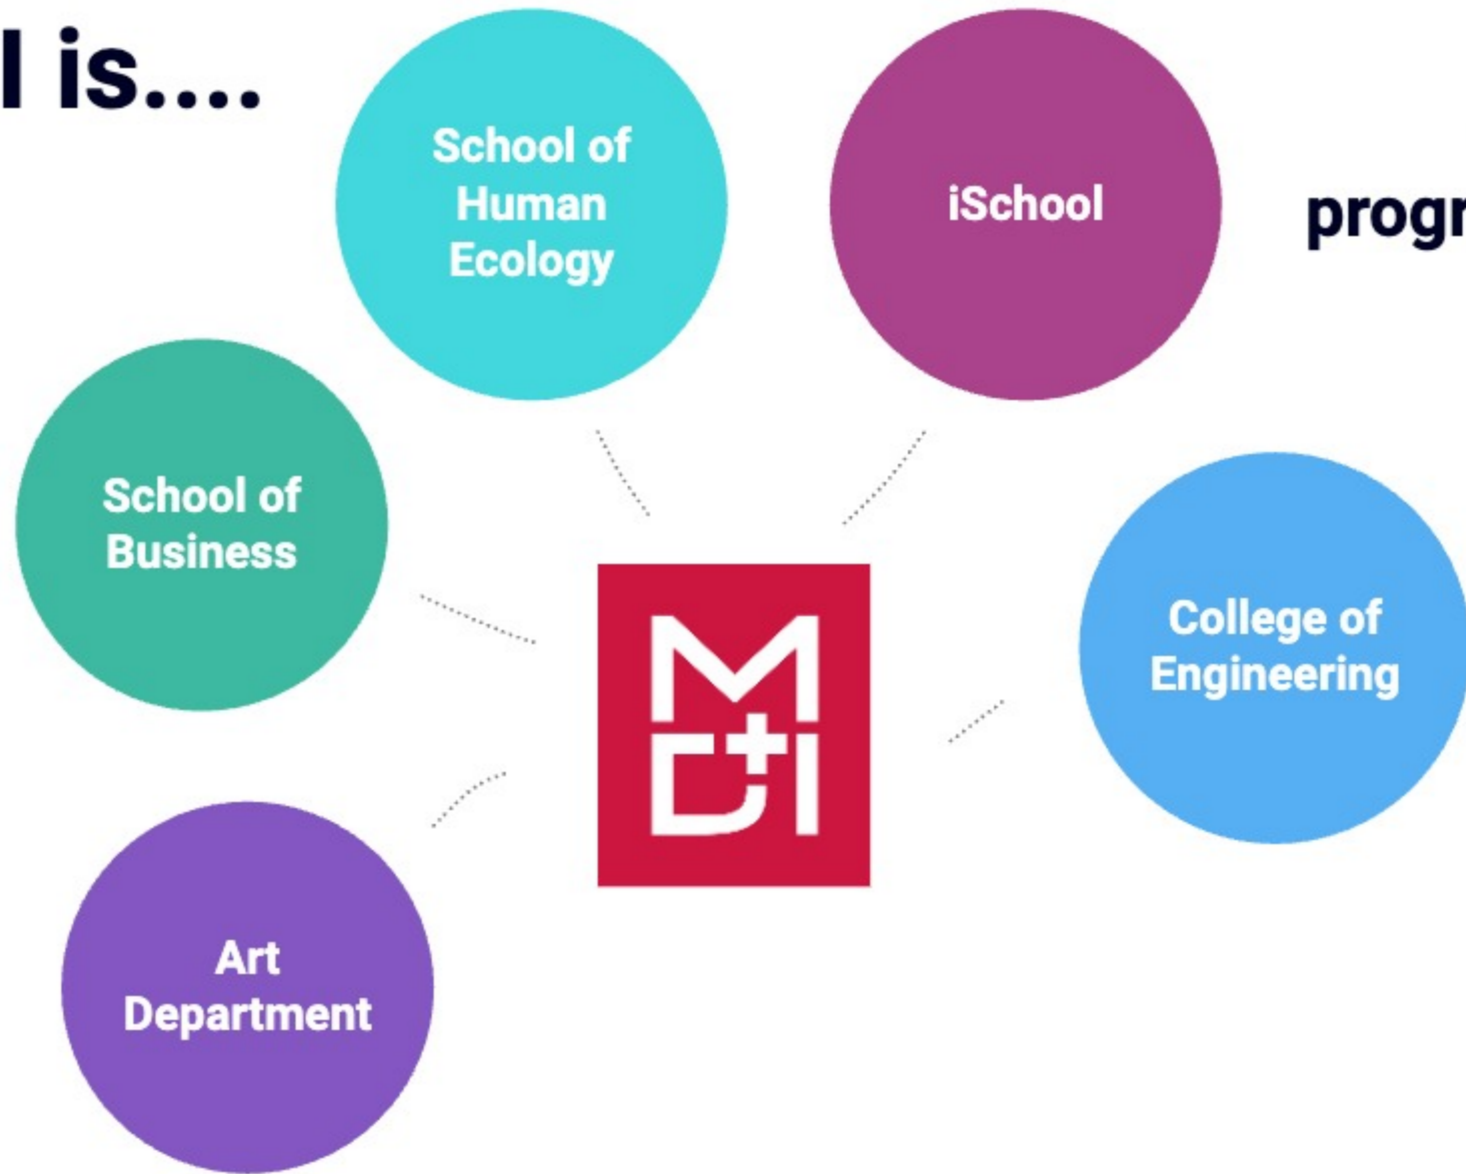 l is....
School of
Human
Ecology
iSchool
progr
School of
Business
College of
Engineering
M
D+I
Art
Department